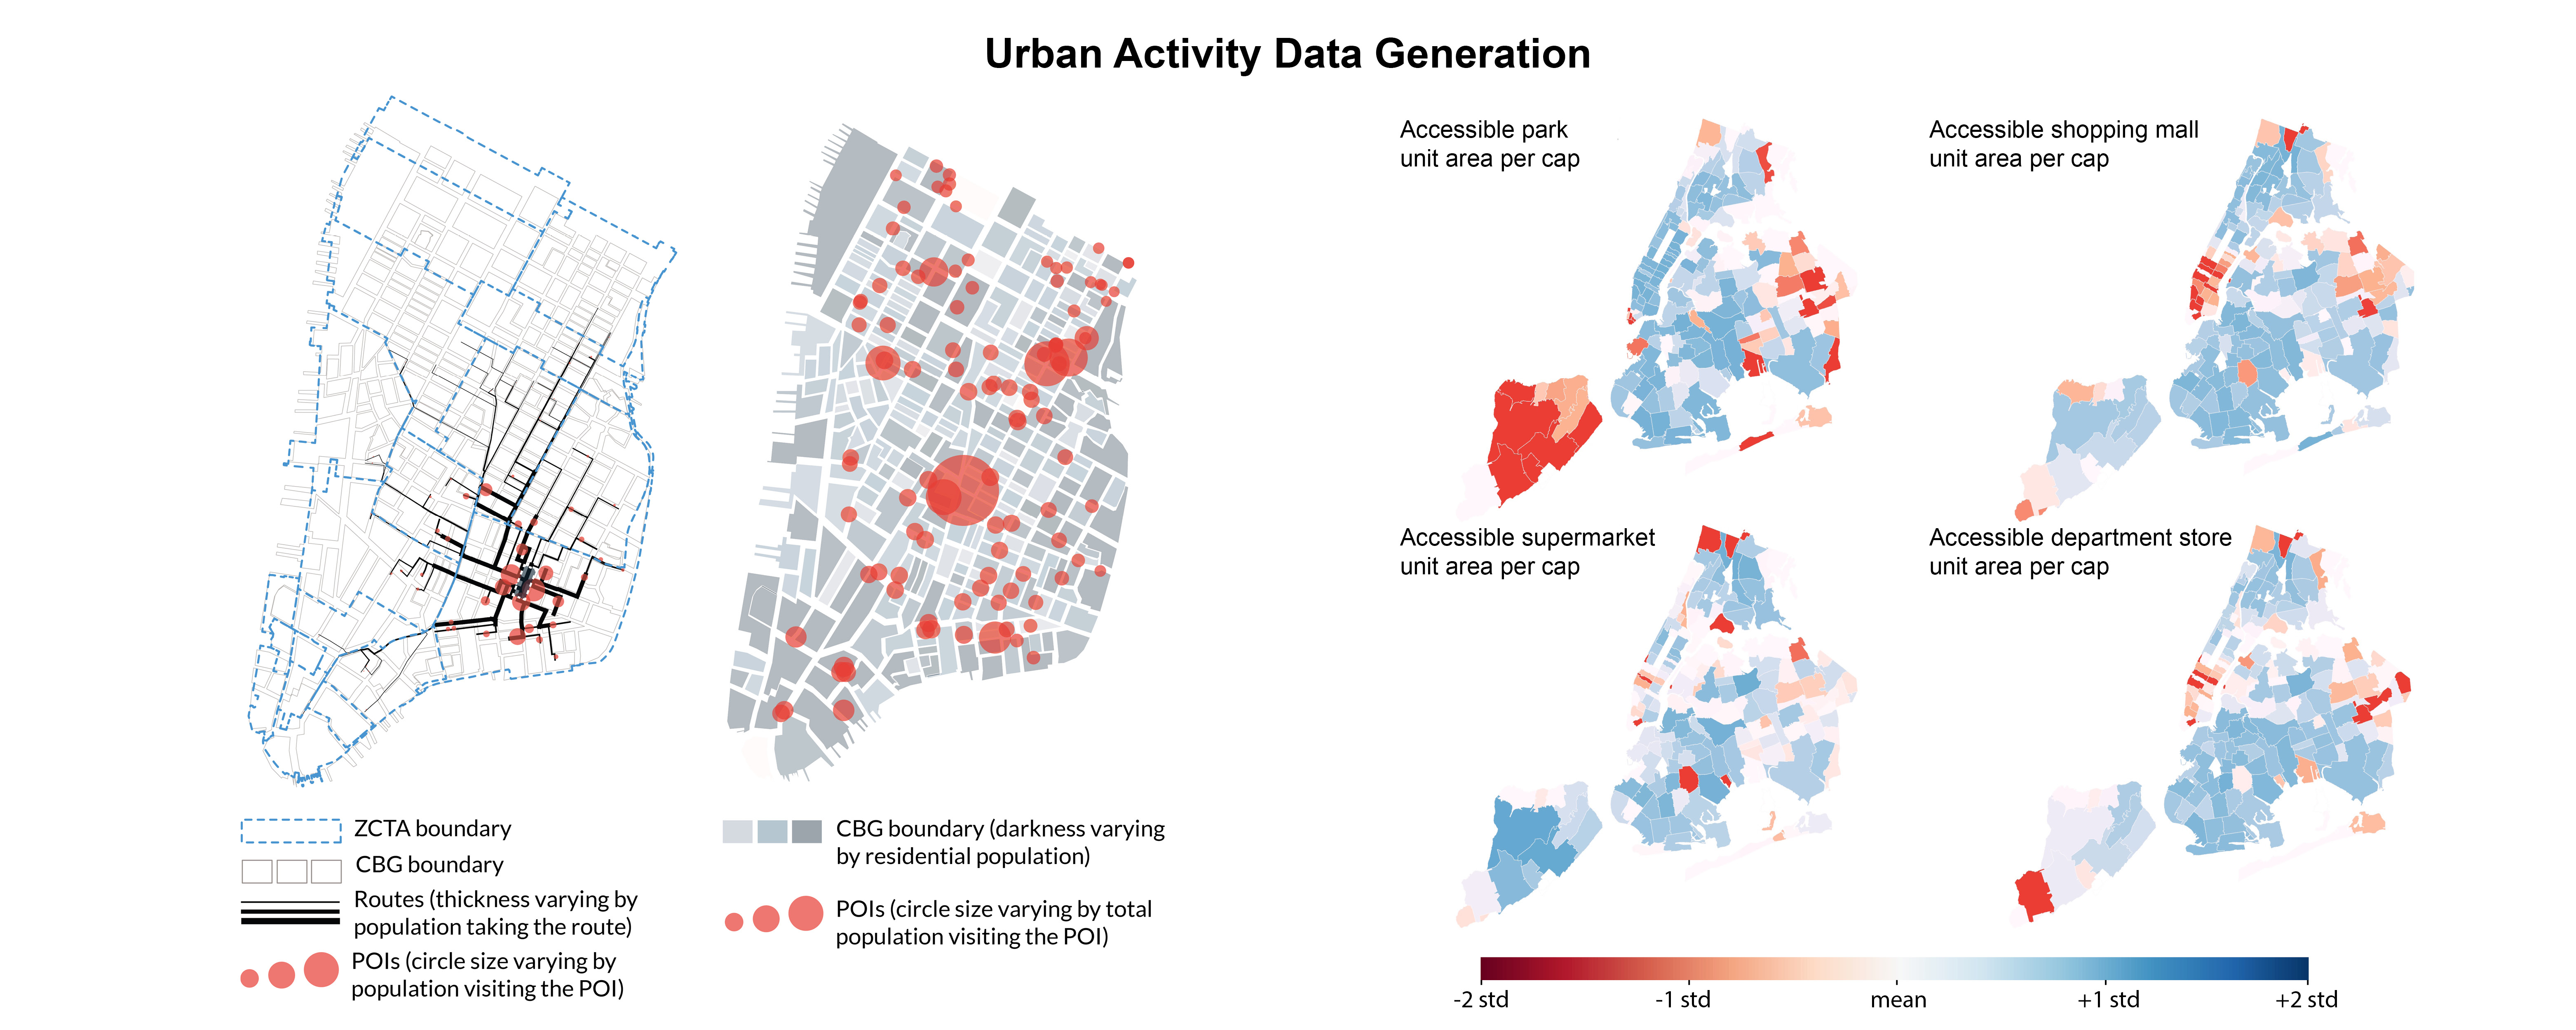 Urban Activity Data Generation
ZCTA boundary
CBG boundary
Routes (thickness varying by
population taking the route)
POIs (circle size varying by
population visiting the POI)
CBG boundary (darkness varying
by residential population)
POIs (circle size varying by total
population visiting the POI)
Accessible park
unit area per cap
Accessible shopping mall
unit area per cap
Accessible supermarket
unit area per cap
Accessible department store
unit area per cap
-2 std
-1 std
mean
+1 std
+2 std